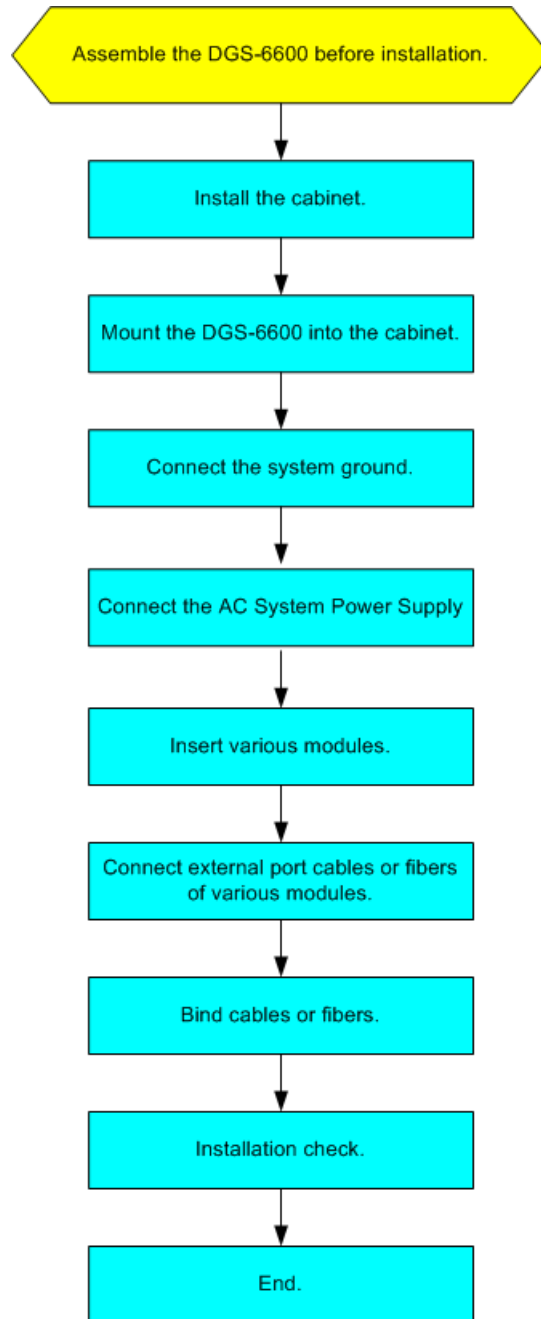 Assemble the DGS-6600 before installation.
Install the cabinet.
Mount the DGS-6600 into the cabinet.
Connect the system ground.
Connect the AC System Power Supply
Insert various modules.
Connect external port cables or fibers
of various modules.
Bind cables or fibers.
Installation check.
End.